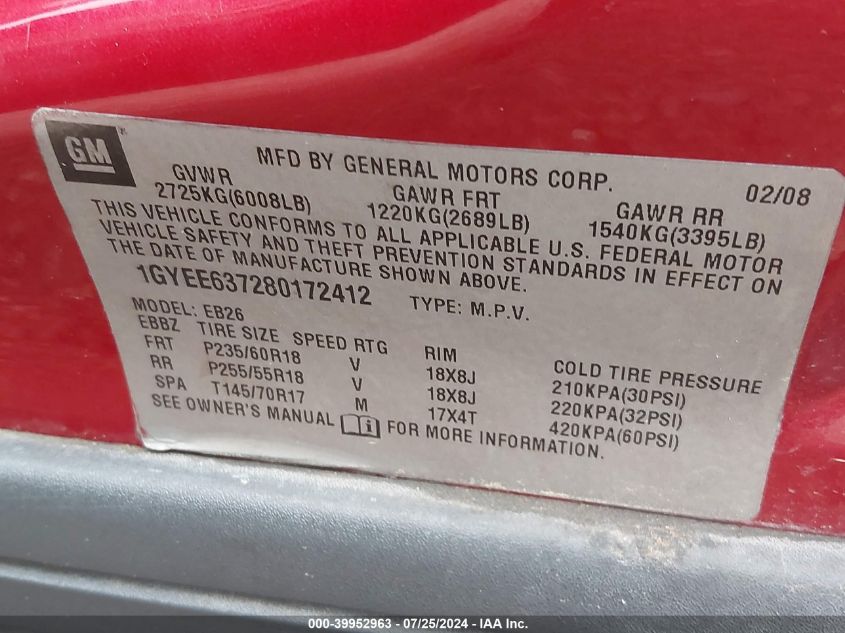 GM
MFD BY GENERAL MOTORS CORP.
02/08
GVWR GAWR FRT GAWR RR
2725KG(6008LB) 1220KG(2689LB) 1540KG(3395LB)
THIS VEHICLE CONFORMS TO ALL APPLICABLE U.S. FEDERAL MOTOR
VEHICLE SAFETY AND THEFT PREVENTION STANDARDS IN EFFECT ON
THE DATE OF MANUFACTURE SHOWN ABOVE.
1GYEE637280172412 TYPE: M.P.V.
MODEL: EB26
EBBZ TIRE SIZE SPEED RTG RIM COLD TIRE PRESSURE
FRT P235/60R18 V 18X8J 210KPA(30PSI)
RR P255/55R18 V 18X8J 220KPA(32PSI)
SPA T145/70R17 M 17X4T 420KPA(60PSI)
SEE OWNER'S MANUAL i FOR MORE INFORMATION.
000-39952963 - 07/25/2024 - IAA Inc.